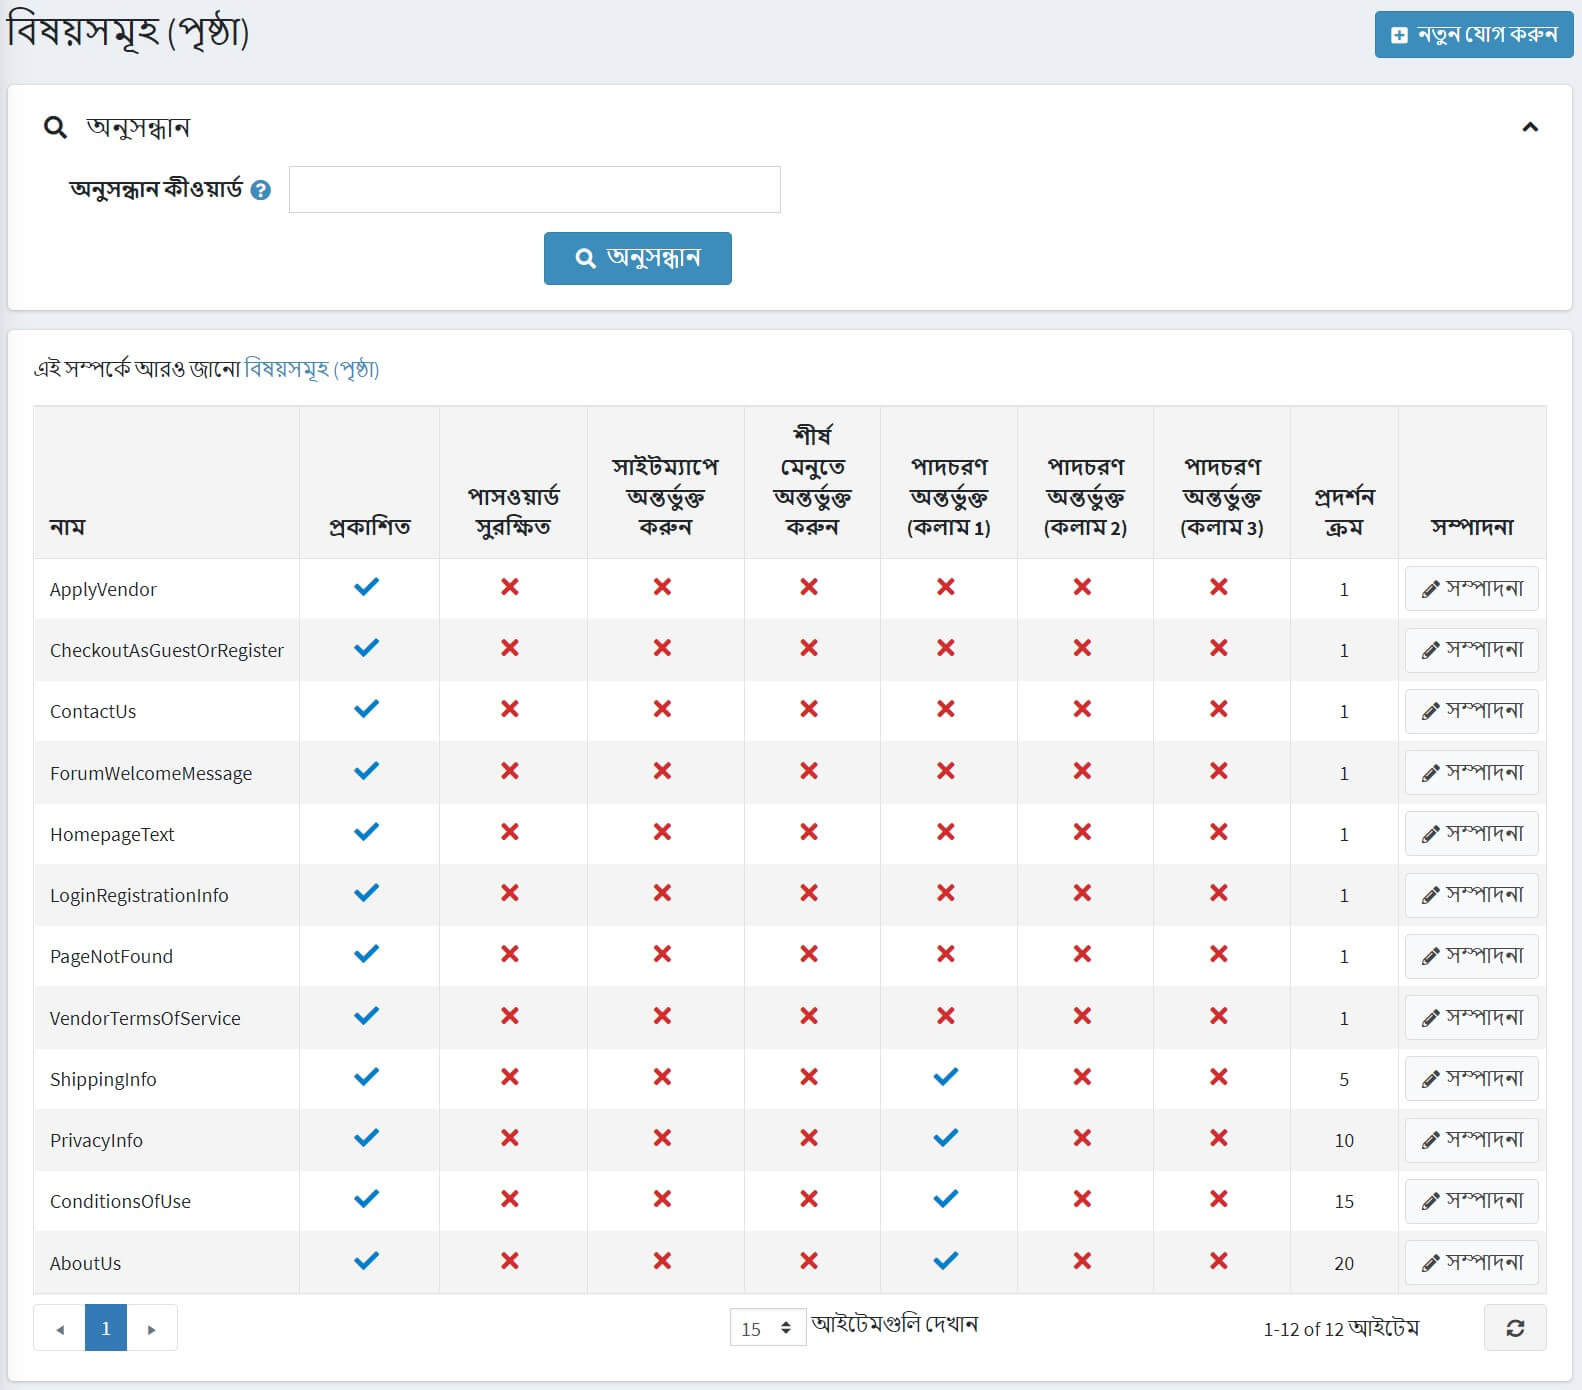 বিষয়সমূহ (পৃষ্ঠা)
নতুন যোগ করুন
অনুসন্ধান
অনুসন্ধান কীওয়ার্ড
অনুসন্ধান
এই সম্পর্কে আরও জানো বিষয়সমূহ (পৃষ্ঠা)
নাম
প্রকাশিত
পাসওয়ার্ড
সুরক্ষিত
সাইটম্যাপে
অন্তর্ভুক্ত
করুন
শীর্ষ
মেনুতে
অন্তর্ভুক্ত
করুন
পাদচরণ
অন্তর্ভুক্ত
(কলাম 1)
পাদচরণ
অন্তর্ভুক্ত
(কলাম 2)
পাদচরণ
অন্তর্ভুক্ত
(কলাম 3)
প্রদর্শন
ক্রম
সম্পাদনা
ApplyVendor 1 সম্পাদনা
CheckoutAsGuestOrRegister 1 সম্পাদনা
ContactUs 1 সম্পাদনা
ForumWelcomeMessage 1 সম্পাদনা
HomepageText 1 সম্পাদনা
LoginRegistrationInfo 1 সম্পাদনা
PageNotFound 1 সম্পাদনা
VendorTermsOfService 1 সম্পাদনা
ShippingInfo 5 সম্পাদনা
PrivacyInfo 10 সম্পাদনা
ConditionsOfUse 15 সম্পাদনা
AboutUs 20 সম্পাদনা
1 15 আইটেমগুলি দেখান 1-12 of 12 আইটেম